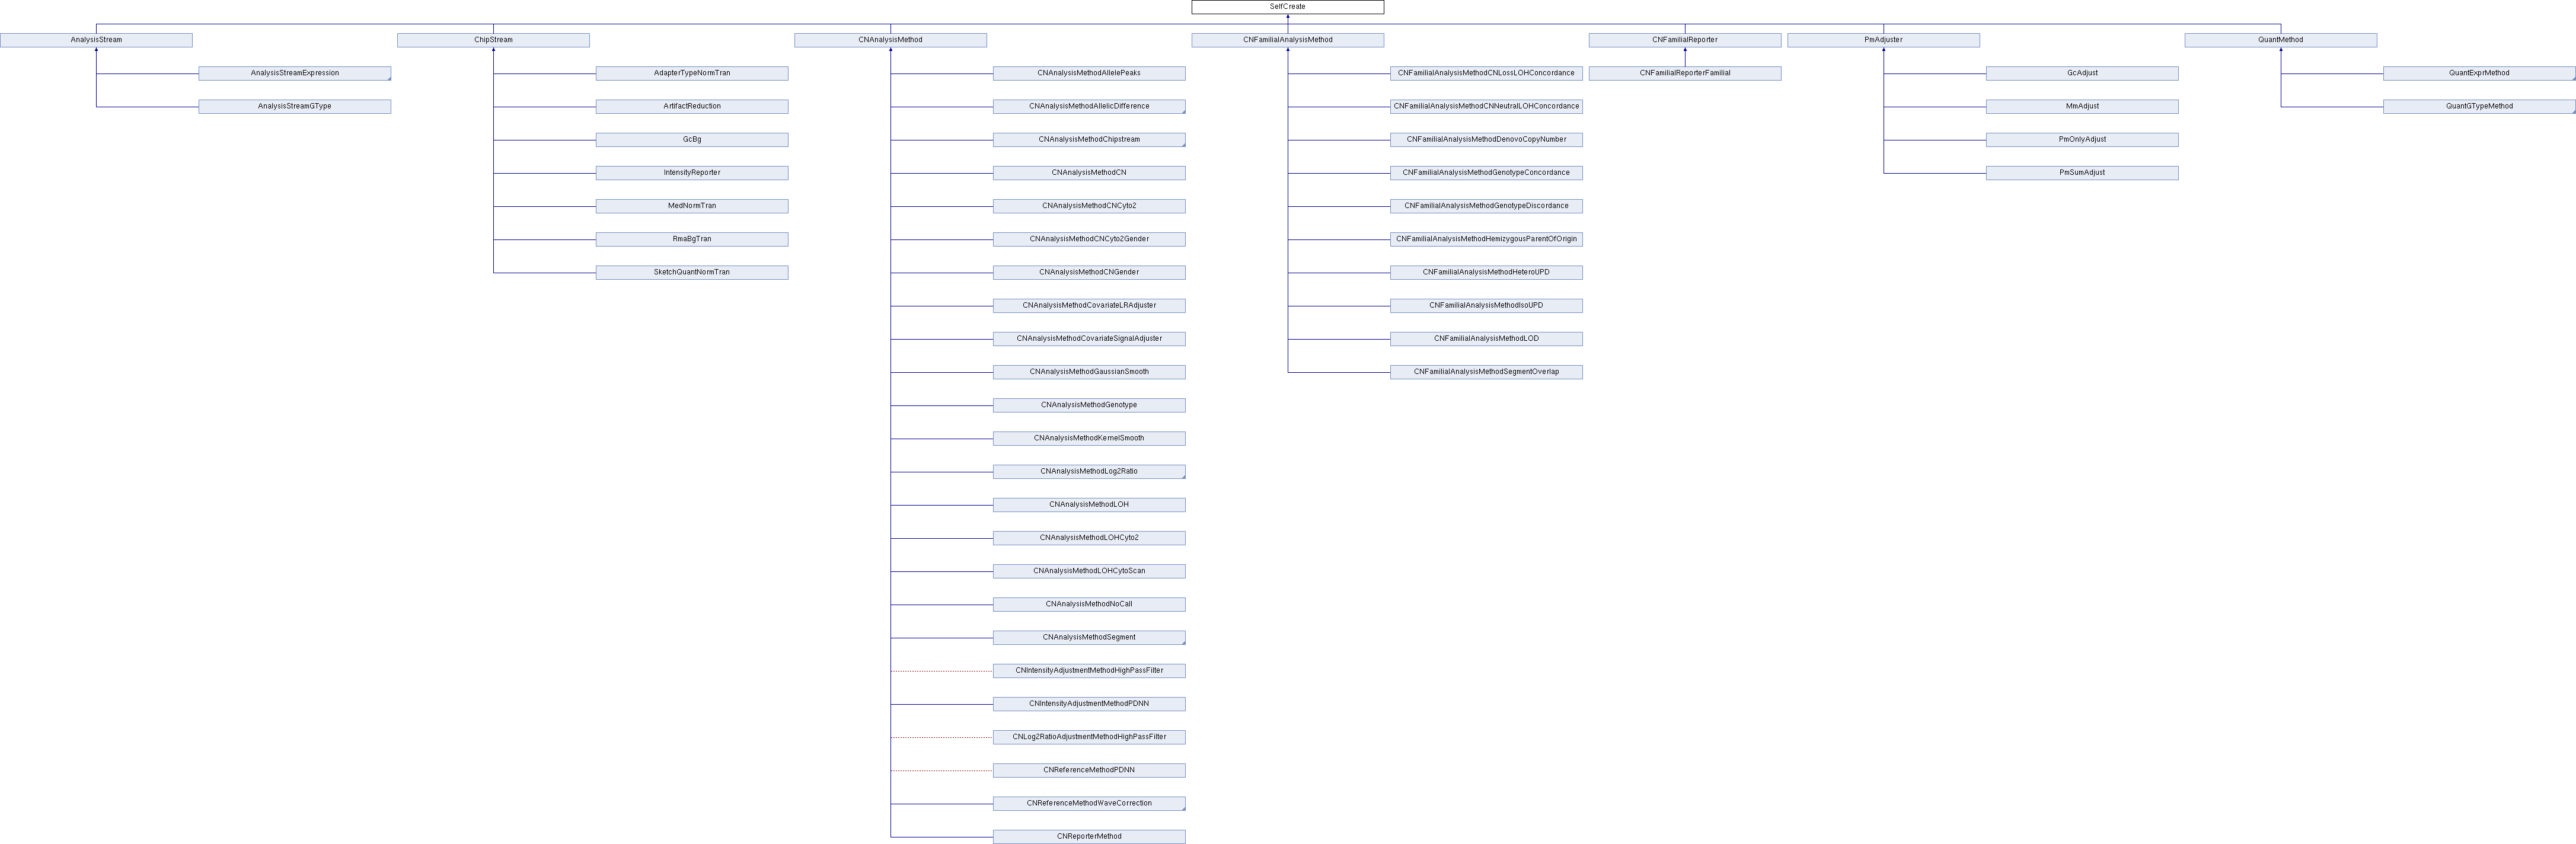 SelfCreate
AnalysisStream
ChipStream
CNAnalysisMethod
CNFamilialAnalysisMethod
CNFamilialReporter
PmAdjuster
QuantMethod
AnalysisStreamExpression
AdapterTypeNormTran
CNAnalysisMethodAllelePeaks
CNFamilialAnalysisMethodCNLossLOHConcordance
CNFamilialReporterFamilial
GcAdjust
QuantExprMethod
AnalysisStreamGType
ArtifactReduction
CNAnalysisMethodAllelicDifference
CNFamilialAnalysisMethodCNNeutralLOHConcordance
MmAdjust
QuantGTypeMethod
GcBg
CNAnalysisMethodChipstream
CNFamilialAnalysisMethodDenovoCopyNumber
PmOnlyAdjust
IntensityReporter
CNAnalysisMethodCN
CNFamilialAnalysisMethodGenotypeConcordance
PmSumAdjust
MedNormTran
CNAnalysisMethodCNCyto2
CNFamilialAnalysisMethodGenotypeDiscordance
RmaBgTran
CNAnalysisMethodCNCyto2Gender
CNFamilialAnalysisMethodHemizygousParentOfOrigin
SketchQuantNormTran
CNAnalysisMethodCNGender
CNFamilialAnalysisMethodHeteroUPD
CNAnalysisMethodCovariateLRAdjuster
CNFamilialAnalysisMethodIsoUPD
CNAnalysisMethodCovariateSignalAdjuster
CNFamilialAnalysisMethodLOD
CNAnalysisMethodGaussianSmooth
CNFamilialAnalysisMethodSegmentOverlap
CNAnalysisMethodGenotype
CNAnalysisMethodKernelSmooth
CNAnalysisMethodLog2Ratio
CNAnalysisMethodLOH
CNAnalysisMethodLOHCyto2
CNAnalysisMethodLOHCytoScan
CNAnalysisMethodNoCall
CNAnalysisMethodSegment
CNIntensityAdjustmentMethodHighPassFilter
CNIntensityAdjustmentMethodPDNN
CNLog2RatioAdjustmentMethodHighPassFilter
CNReferenceMethodPDNN
CNReferenceMethodWaveCorrection
CNReporterMethod